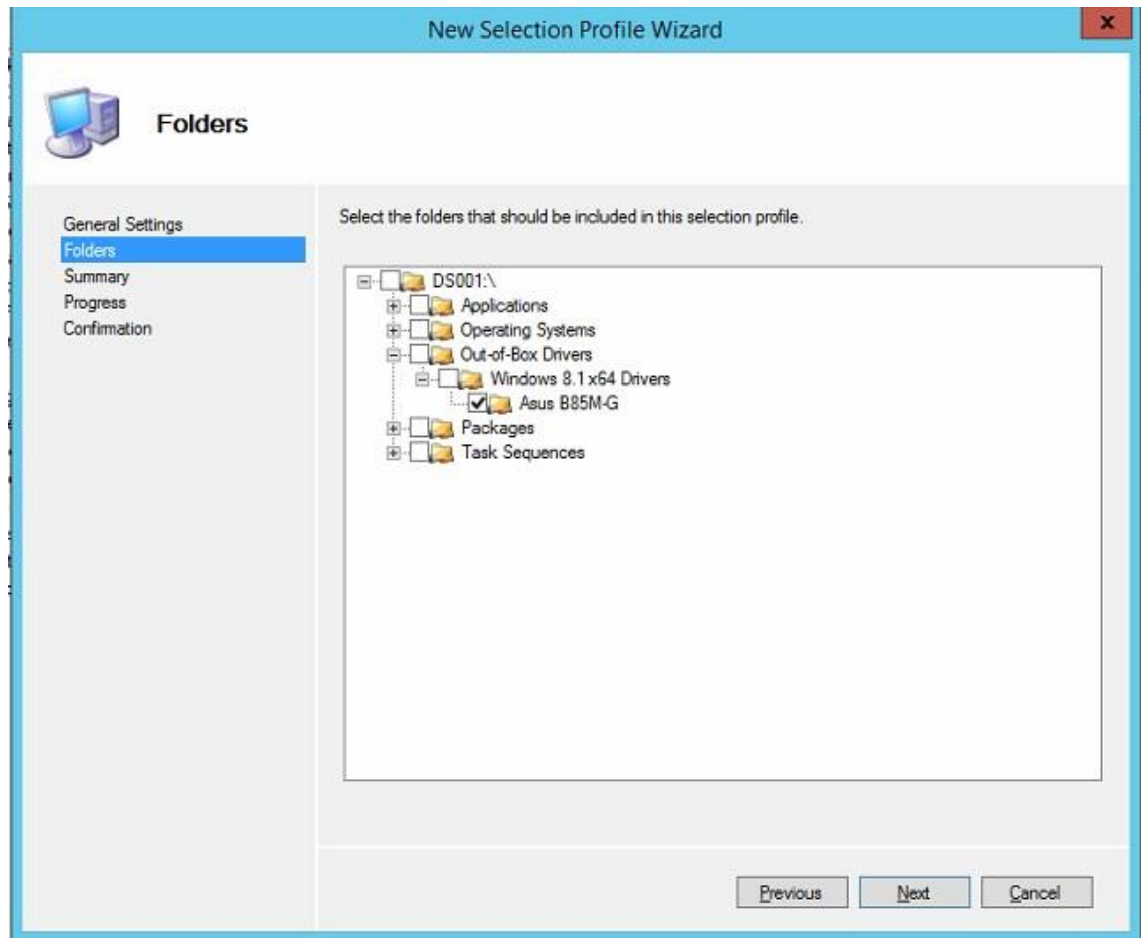 New Selection Profile Wizard
x
Folders
General Settings
Folders
Summary
Progress
Confirmation
Select the folders that should be included in this selection profile.
DS001:\
Applications
Operating Systems
Out-of-Box Drivers
Windows 8.1 x64 Drivers
Asus B85M-G
Packages
Task Sequences
Previous Next Cancel